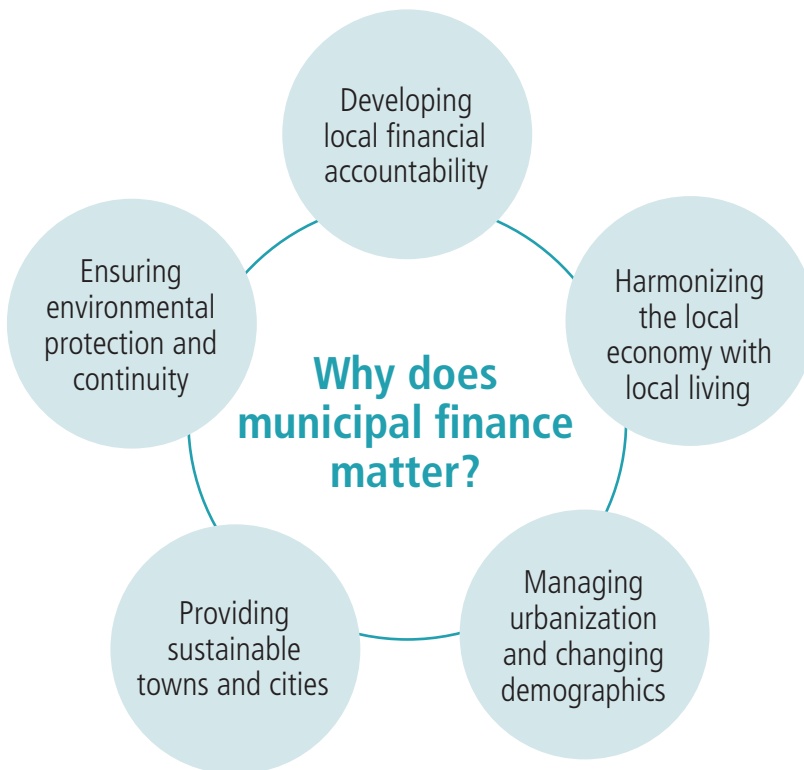 Developing
local financial
accountability
Harmonizing
the local
economy with
local living
Managing
urbanization
and changing
demographics
Providing
sustainable
towns and cities
Ensuring
environmental
protection and
continuity
Why does
municipal finance
matter?